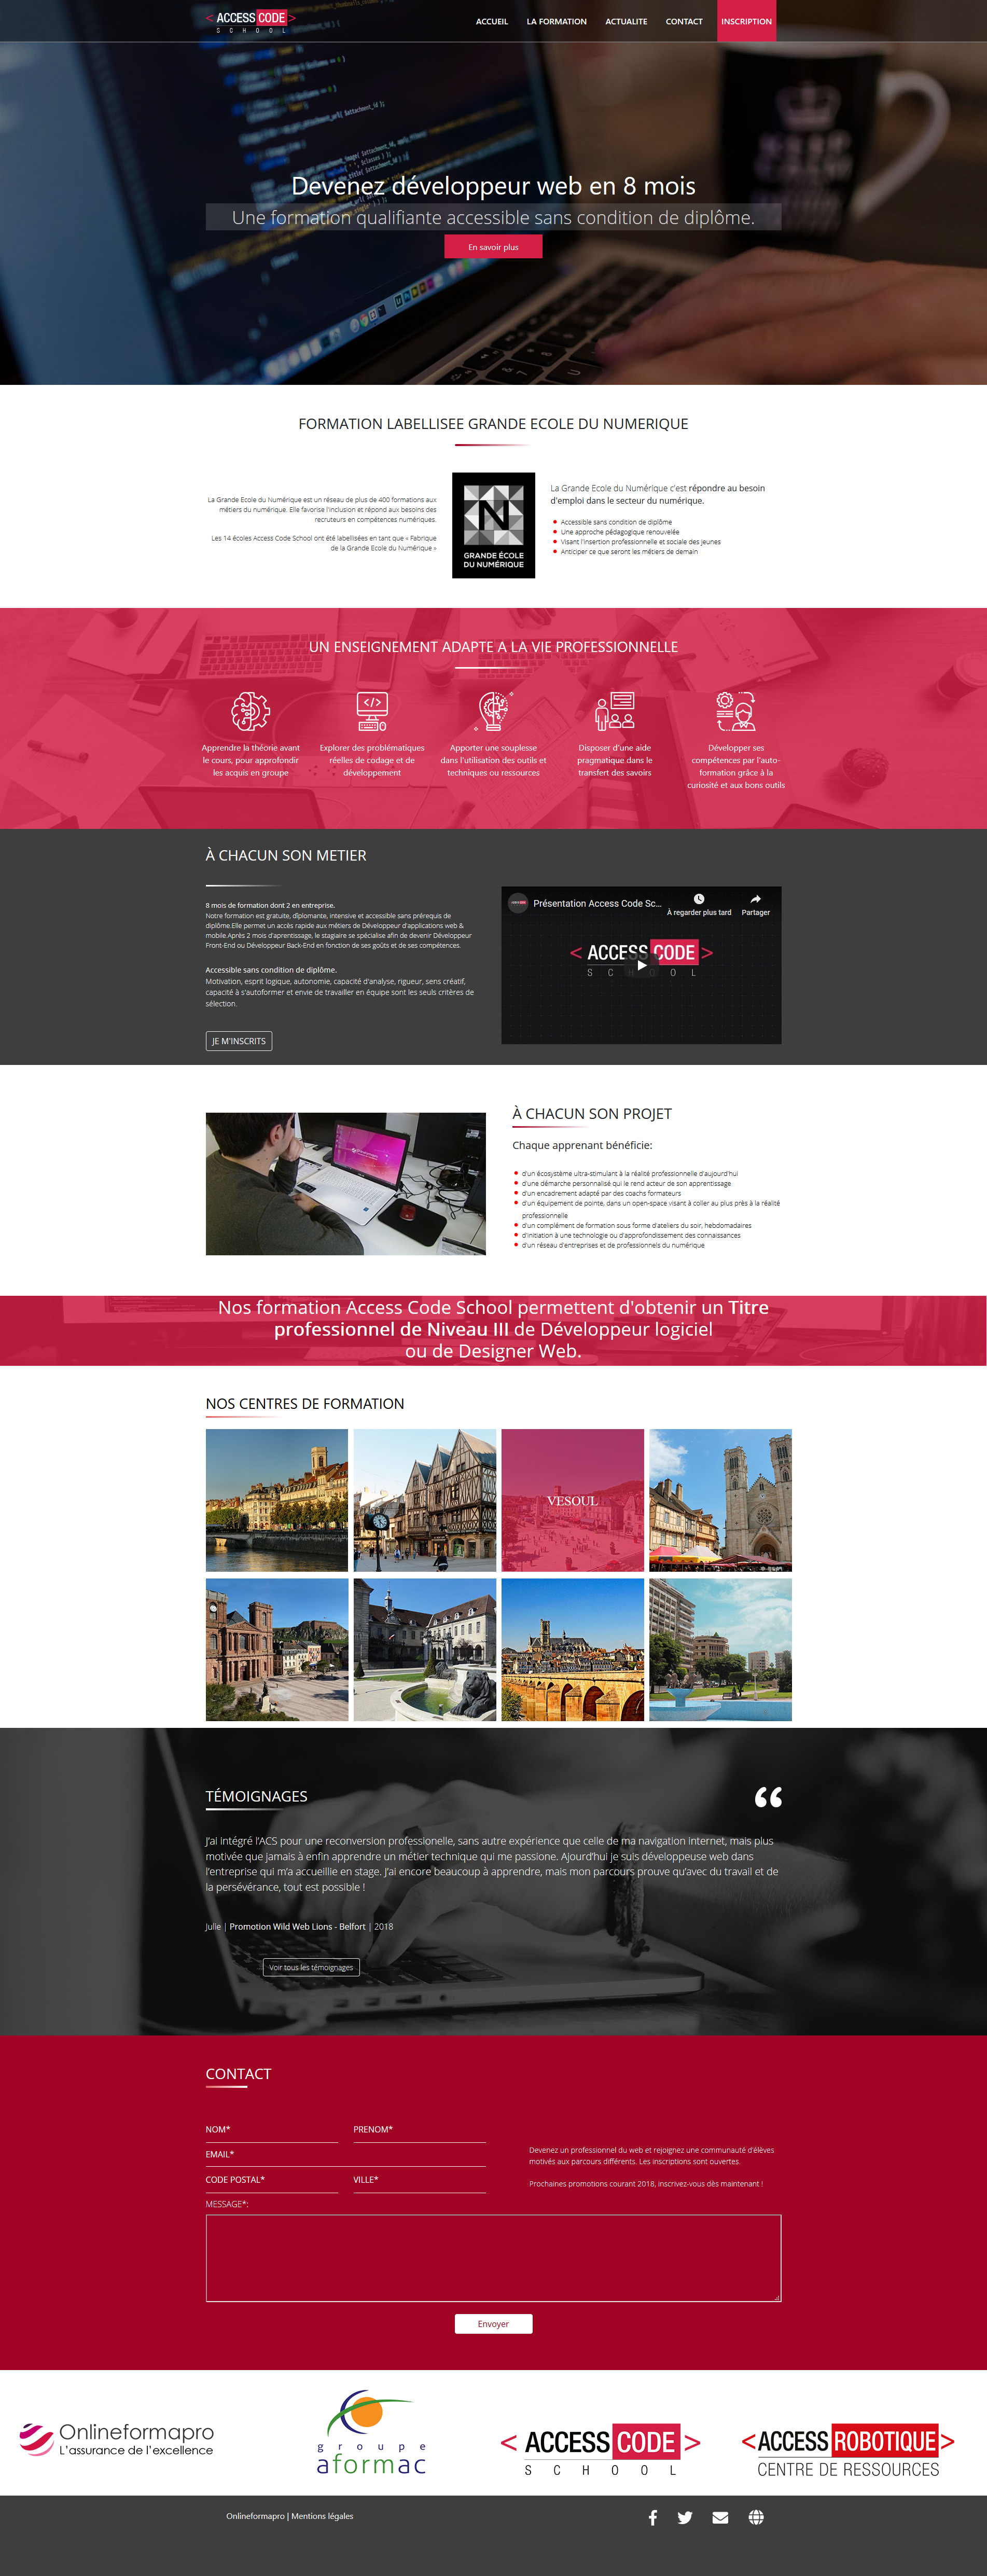 < ACCESS CODE >
SCHOOL
ACCUEIL LA FORMATION ACTUALITE CONTACT INSCRIPTION
Devenez développeur web en 8 mois
Une formation qualifiante accessible sans condition de diplôme.
En savoir plus
FORMATION LABELLISEE GRANDE ECOLE DU NUMERIQUE
La Grande Ecole du Numérique est un réseau de plus de 400 formations aux
métiers du numérique. Elle favorise l'inclusion et répond aux besoins des
recruteurs en compétences numériques.
Les 14 écoles Access Code School ont été labellisées en tant que « Fabrique
de la Grande Ecole du Numérique »
N
GRANDE ÉCOLE
DU NUMÉRIQUE
La Grande Ecole du Numérique c'est répondre au besoin
d'emploi dans le secteur du numérique.
Accessible sans condition de diplôme
Une approche pédagogique renouvelée
Visant l'insertion professionnelle et sociale des jeunes
Anticiper ce que seront les métiers de demain
UN ENSEIGNEMENT ADAPTE A LA VIE PROFESSIONNELLE
Apprendre la théorie avant
le cours, pour approfondir
les acquis en groupe
Explorer des problématiques
réelles de codage et de
développement
Apporter une souplesse
dans l'utilisation des outils et
techniques ou ressources
Disposer d'une aide
pragmatique dans le
transfert des savoirs
Développer ses
compétences par l'auto-
formation grâce à la
curiosité et aux bons outils
À CHACUN SON METIER
8 mois de formation dont 2 en entreprise.
Notre formation est gratuite, diplomante, intensive et accessible sans prérequis de
diplôme.Elle permet un accès rapide aux métiers de Développeur d'applications web &
mobile.Après 2 mois d'aprentissage, le stagiaire se spécialise afin de devenir Développeur
Front-End ou Développeur Back-End en fonction de ses goûts et de ses compétences.
Accessible sans condition de diplôme.
Motivation, esprit logique, autonomie, capacité d'analyse, rigueur, sens créatif,
capacité à s'autoformer et envie de travailler en équipe sont les seuls critères de
sélection.
JE M'INSCRITS
Présentation Access Code Sc...
À regarder plus tard
Partager
< ACCESS CODE >
SCHOOL
À CHACUN SON PROJET
Chaque apprenant bénéficie:
d'un écosystème ultra-stimulant à la réalité professionnelle d'aujourd'hui
d'une démarche personnalisé qui le rend acteur de son apprentissage
d'un encadrement adapté par des coachs formateurs
d'un équipement de pointe, dans un open-space visant à coller au plus près à la réalité
professionnelle
d'un complément de formation sous forme d'ateliers du soir, hebdomadaires
d'initiation à une technologie ou d'approfondissement des connaissances
d'un réseau d'entreprises et de professionnels du numérique
Nos formation Access Code School permettent d'obtenir un Titre
professionnel de Niveau III de Développeur logiciel
ou de Designer Web.
NOS CENTRES DE FORMATION
VESOUL
TÉMOIGNAGES
“
J'ai intégré l'ACS pour une reconversion professionelle, sans autre expérience que celle de ma navigation internet, mais plus
motivée que jamais à enfin apprendre un métier technique qui me passione. Aujourd'hui je suis développeuse web dans
l'entreprise qui m'a accueillie en stage. J'ai encore beaucoup à apprendre, mais mon parcours prouve qu'avec du travail et de
la persévérance, tout est possible !
Julie | Promotion Wild Web Lions - Belfort | 2018
Voir tous les témoignages
CONTACT
NOM* PRENOM*
EMAIL*
CODE POSTAL* VILLE*
MESSAGE*:
Devenez un professionnel du web et rejoignez une communauté d'élèves
motivés aux parcours différents. Les inscriptions sont ouvertes.
Prochaines promotions courant 2018, inscrivez-vous dès maintenant !
Envoyer
Onlineformapro
L'assurance de l'excellence
groupe
aformac
< ACCESS CODE >
SCHOOL
<ACCESS ROBOTIQUE>
CENTRE DE RESSOURCES
Onlineformapro | Mentions légales